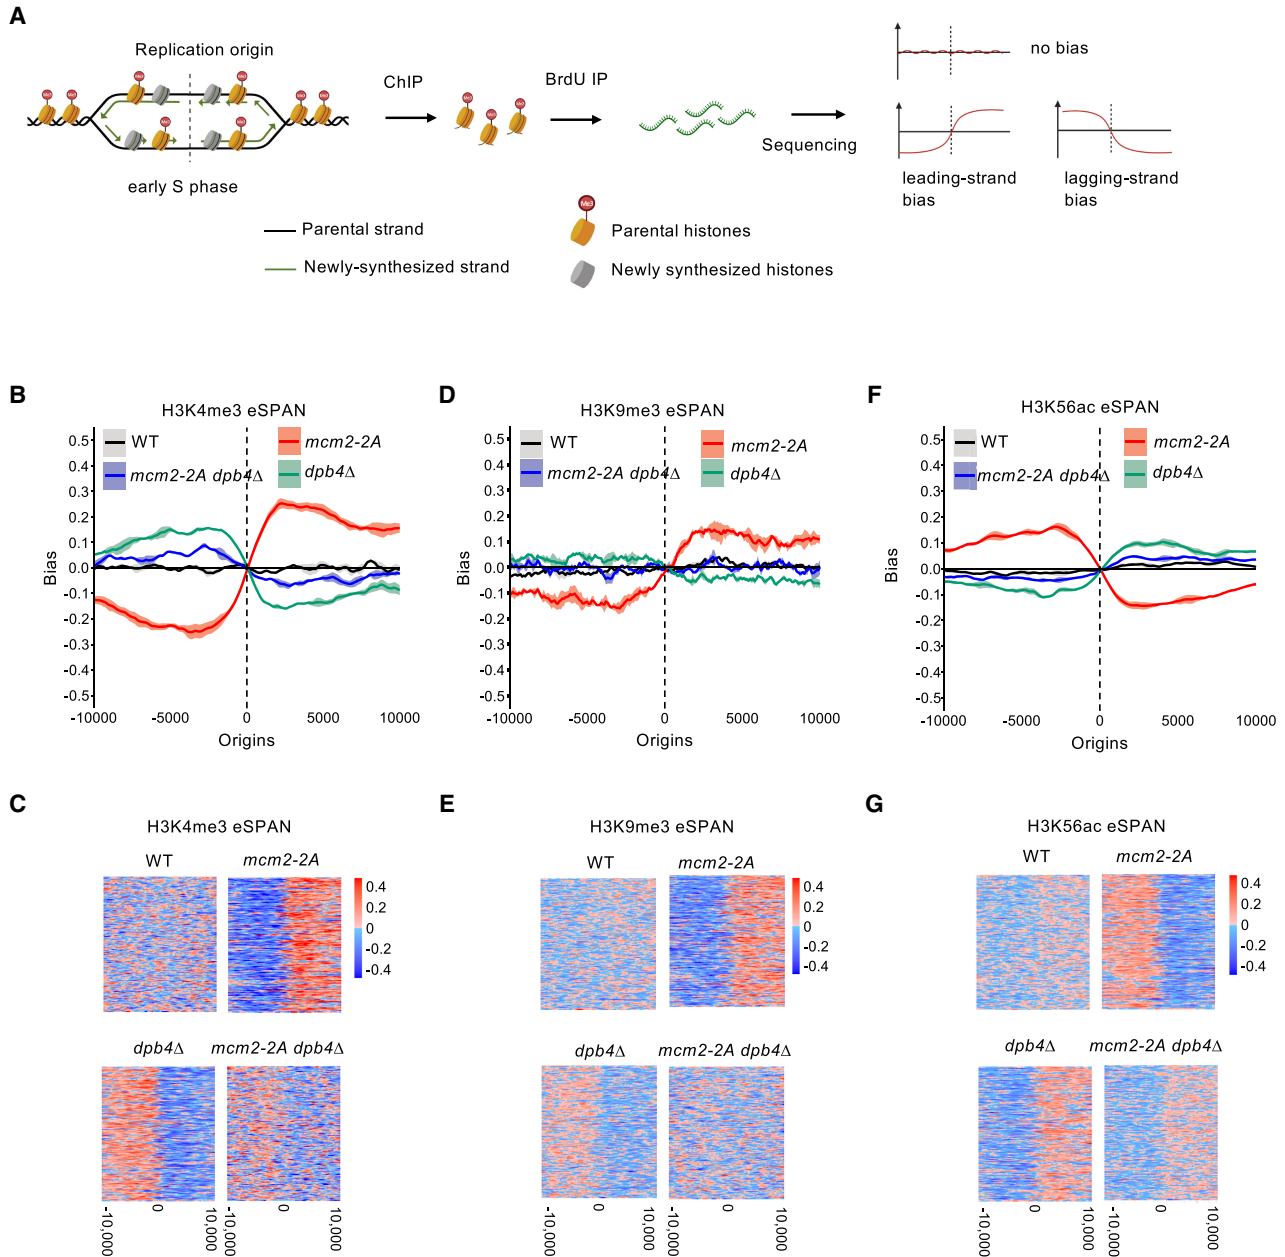 A
Replication origin
early S phase
ChIP
BrdU IP
Sequencing
no bias
leading-strand
bias
lagging-strand
bias
Me3
Parental strand
Newly-synthesized strand
Parental histones
Newly synthesized histones
B
H3K4me3 eSPAN
WT
mcm2-2A
mcm2-2A dpb4Δ
dpb4Δ
Bias
0.5
0.4
0.3
0.2
0.1
0.0
-0.1
-0.2
-0.3
-0.4
-0.5
-10000 -5000 0 5000 10000
Origins
D
H3K9me3 eSPAN
WT
mcm2-2A
mcm2-2A dpb4Δ
dpb4Δ
Bias
0.5
0.4
0.3
0.2
0.1
0.0
-0.1
-0.2
-0.3
-0.4
-0.5
-10000 -5000 0 5000 10000
Origins
F
H3K56ac eSPAN
WT
mcm2-2A
mcm2-2A dpb4Δ
dpb4Δ
Bias
0.5
0.4
0.3
0.2
0.1
0.0
-0.1
-0.2
-0.3
-0.4
-0.5
-10000 -5000 0 5000 10000
Origins
C
H3K4me3 eSPAN
WT
mcm2-2A
0.4
0.2
0
-0.2
-0.4
dpb4Δ
mcm2-2A dpb4Δ
-10,000 0 10,000
-10,000 0 10,000
E
H3K9me3 eSPAN
WT
mcm2-2A
0.4
0.2
0
-0.2
-0.4
dpb4Δ
mcm2-2A dpb4Δ
-10,000 0 10,000
-10,000 0 10,000
G
H3K56ac eSPAN
WT
mcm2-2A
0.4
0.2
0
-0.2
-0.4
dpb4Δ
mcm2-2A dpb4Δ
-10,000 0 10,000
-10,000 0 10,000